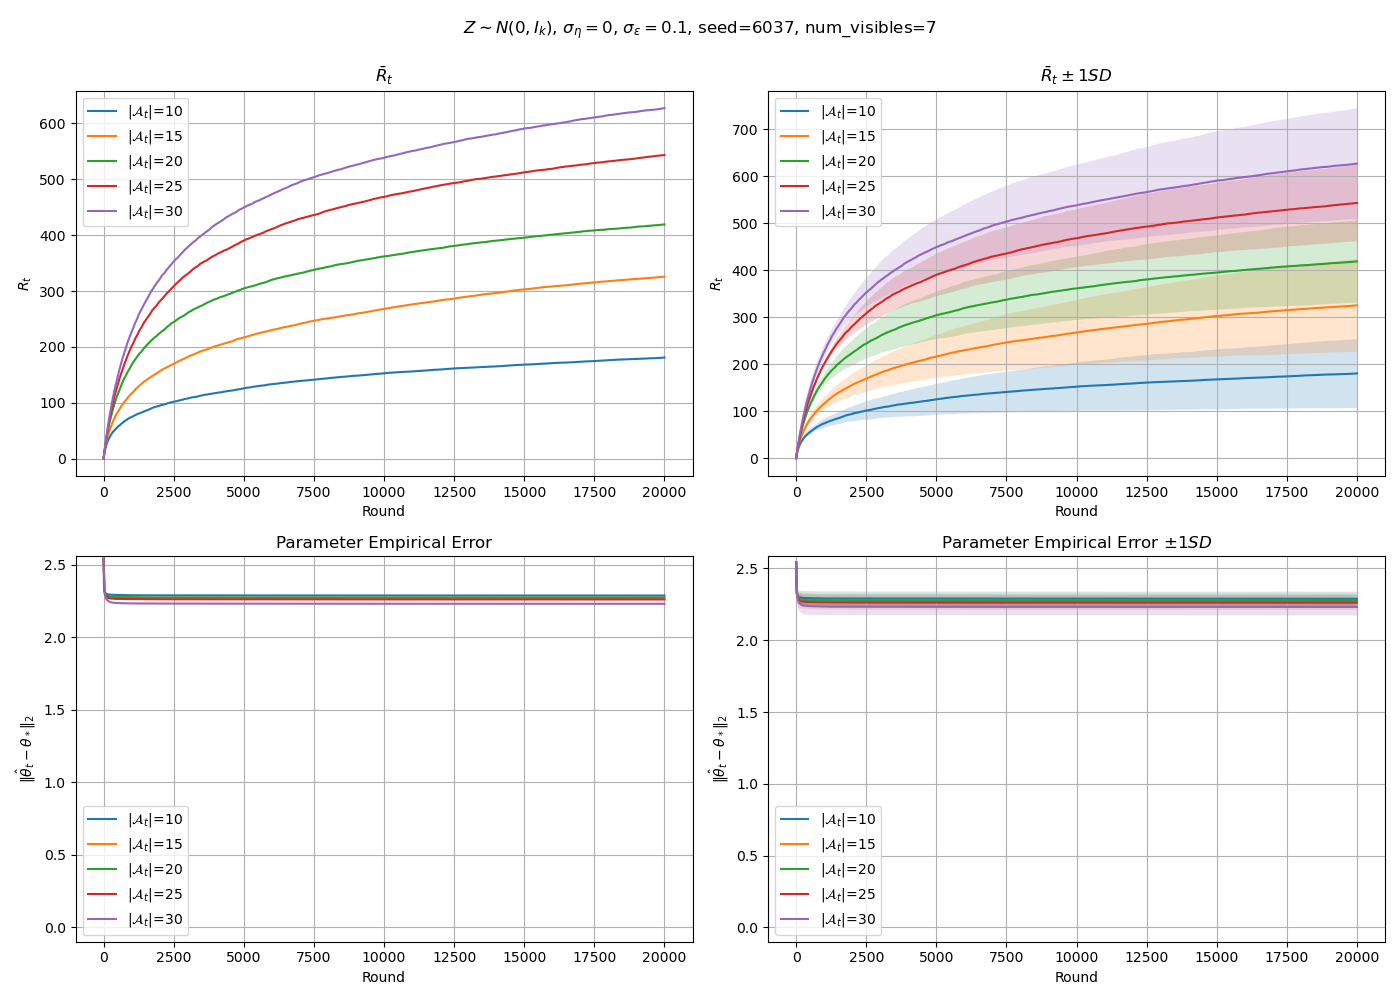 Z ∼ N(0, I_k), σ_η = 0, σ_ε = 0.1, seed=6037, num_visibles=7
R̄_t
|𝒜_t|=10
|𝒜_t|=15
|𝒜_t|=20
|𝒜_t|=25
|𝒜_t|=30
R_t
600
500
400
300
200
100
0
0 2500 5000 7500 10000 12500 15000 17500 20000
Round
R̄_t ± 1SD
|𝒜_t|=10
|𝒜_t|=15
|𝒜_t|=20
|𝒜_t|=25
|𝒜_t|=30
R_t
700
600
500
400
300
200
100
0
0 2500 5000 7500 10000 12500 15000 17500 20000
Round
Parameter Empirical Error
‖θ̂_t − θ_*‖₂
2.5
2.0
1.5
1.0
0.5
0.0
|𝒜_t|=10
|𝒜_t|=15
|𝒜_t|=20
|𝒜_t|=25
|𝒜_t|=30
0 2500 5000 7500 10000 12500 15000 17500 20000
Round
Parameter Empirical Error ±1SD
‖θ̂_t − θ_*‖₂
2.5
2.0
1.5
1.0
0.5
0.0
|𝒜_t|=10
|𝒜_t|=15
|𝒜_t|=20
|𝒜_t|=25
|𝒜_t|=30
0 2500 5000 7500 10000 12500 15000 17500 20000
Round